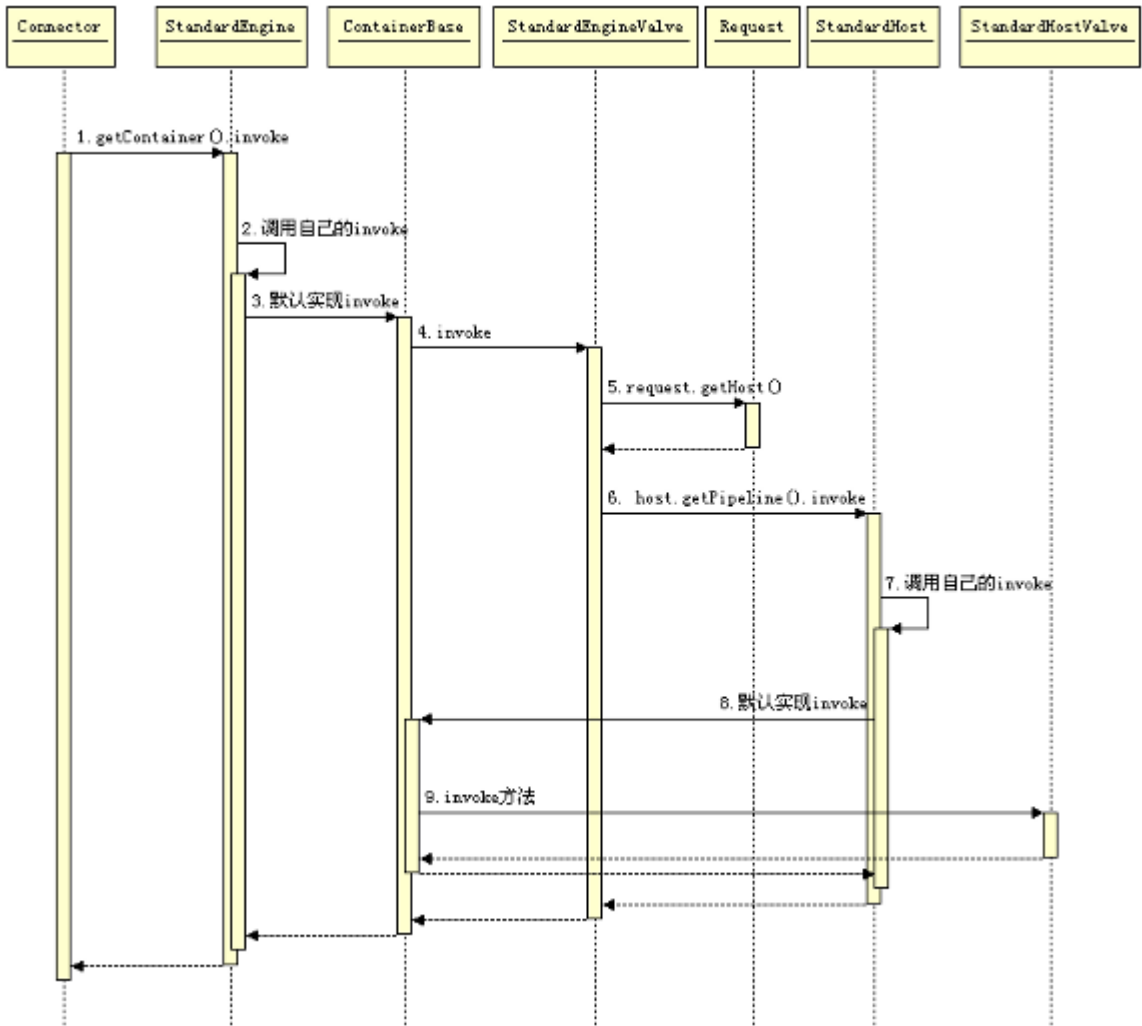 Connector
StandardEngine
ContainerBase
StandardEngineValve
Request
StandardHost
StandardHostValve
1.getContainer().invoke
2.调用自己的invoke
3.默认实现invoke
4.invoke
5.request.getHost()
6. host.getPipeline().invoke
7.调用自己的invoke
8.默认实现invoke
9.invoke方法